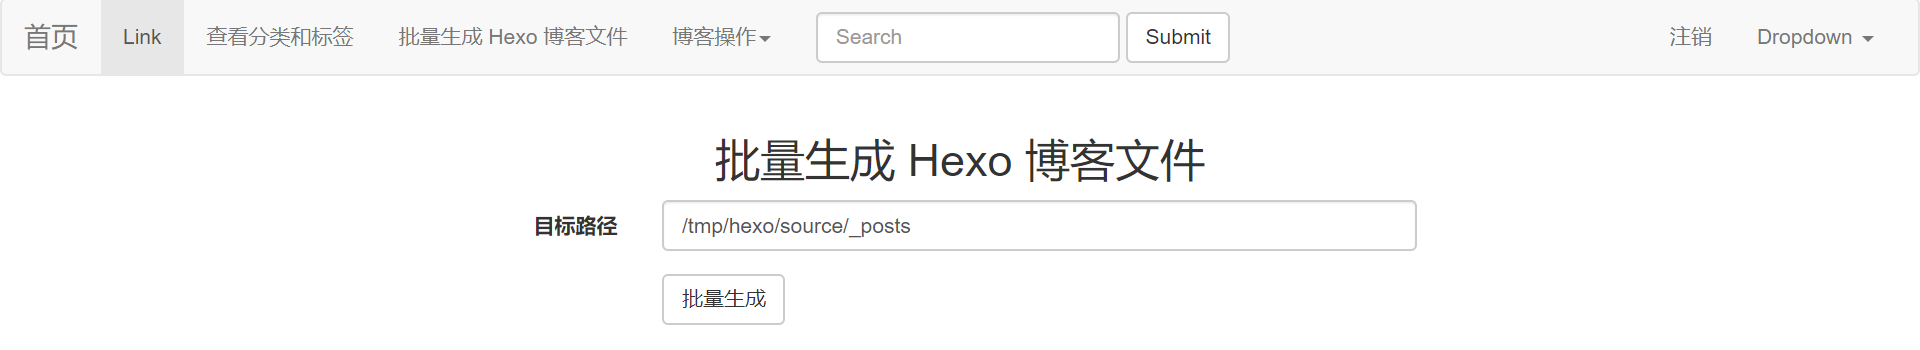 首页 Link 查看分类和标签 批量生成 Hexo 博客文件 博客操作 Search Submit 注销 Dropdown
批量生成 Hexo 博客文件
目标路径 /tmp/hexo/source/_posts
批量生成